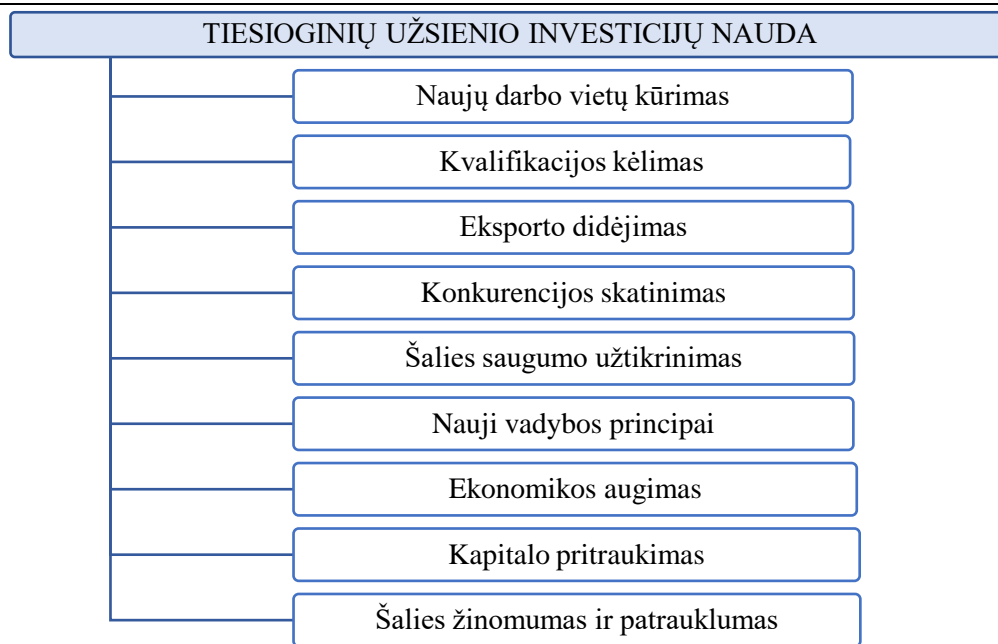 TIESIOGINIŲ UŽSIENIO INVESTICIJŲ NAUDA
Naujų darbo vietų kūrimas
Kvalifikacijos kėlimas
Eksporto didėjimas
Konkurencijos skatinimas
Šalies saugumo užtikrinimas
Nauji vadybos principai
Ekonomikos augimas
Kapitalo pritraukimas
Šalies žinomumas ir patrauklumas